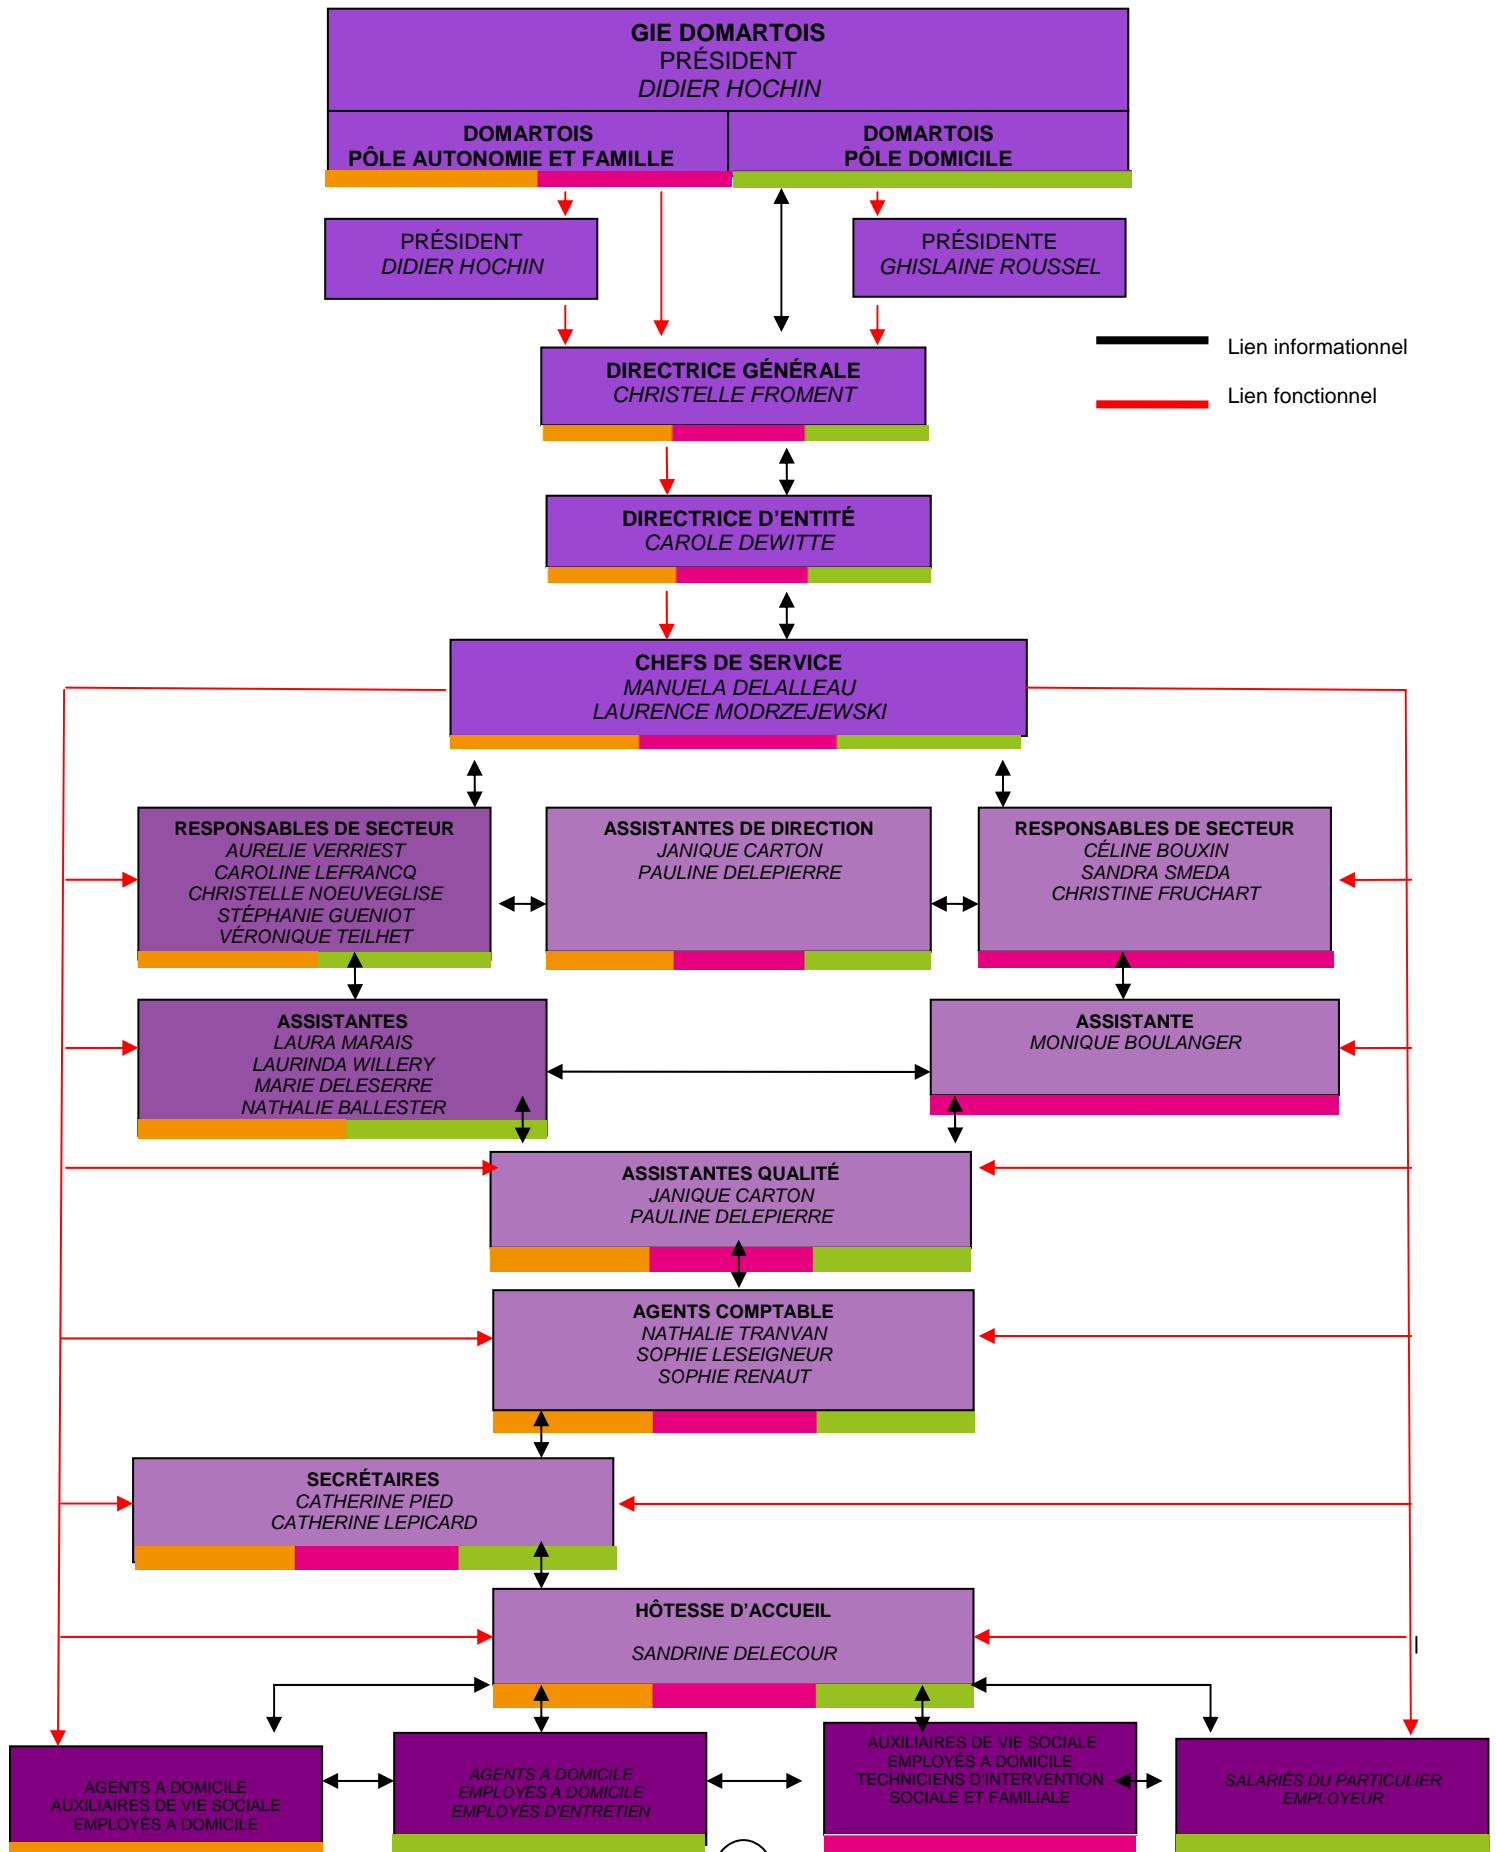 GIE DOMARTOIS
PRÉSIDENT
DIDIER HOCHIN
DOMARTOIS
PÔLE AUTONOMIE ET FAMILLE
DOMARTOIS
PÔLE DOMICILE
PRÉSIDENT
DIDIER HOCHIN
PRÉSIDENTE
GHISLAINE ROUSSEL
Lien informationnel
Lien fonctionnel
DIRECTRICE GÉNÉRALE
CHRISTELLE FROMENT
DIRECTRICE D’ENTITÉ
CAROLE DEWITTE
CHEFS DE SERVICE
MANUELA DELALLEAU
LAURENCE MODRZEJEWSKI
RESPONSABLES DE SECTEUR
AURELIE VERRIEST
CAROLINE LEFRANCQ
CHRISTELLE NOEUVEGLISE
STÉPHANIE GUENIOT
VÉRONIQUE TEILHET
ASSISTANTES DE DIRECTION
JANIQUE CARTON
PAULINE DELEPIERRE
RESPONSABLES DE SECTEUR
CÉLINE BOUXIN
SANDRA SMEDA
CHRISTINE FRUCHART
ASSISTANTES
LAURA MARAIS
LAURINDA WILLERY
MARIE DELESERRE
NATHALIE BALLESTER
ASSISTANTE
MONIQUE BOULANGER
ASSISTANTES QUALITÉ
JANIQUE CARTON
PAULINE DELEPIERRE
AGENTS COMPTABLE
NATHALIE TRANVAN
SOPHIE LESEIGNEUR
SOPHIE RENAUT
SECRÉTAIRES
CATHERINE PIED
CATHERINE LEPICARD
HÔTESSE D’ACCUEIL
SANDRINE DELECOUR
AGENTS A DOMICILE
AUXILIAIRES DE VIE SOCIALE
EMPLOYÉS A DOMICILE
AGENTS A DOMICILE
EMPLOYÉS A DOMICILE
EMPLOYÉS D’ENTRETIEN
AUXILIAIRES DE VIE SOCIALE
EMPLOYÉS A DOMICILE
TECHNICIENS D’INTERVENTION
SOCIALE ET FAMILIALE
SALARIÉS DU PARTICULIER
EMPLOYEUR